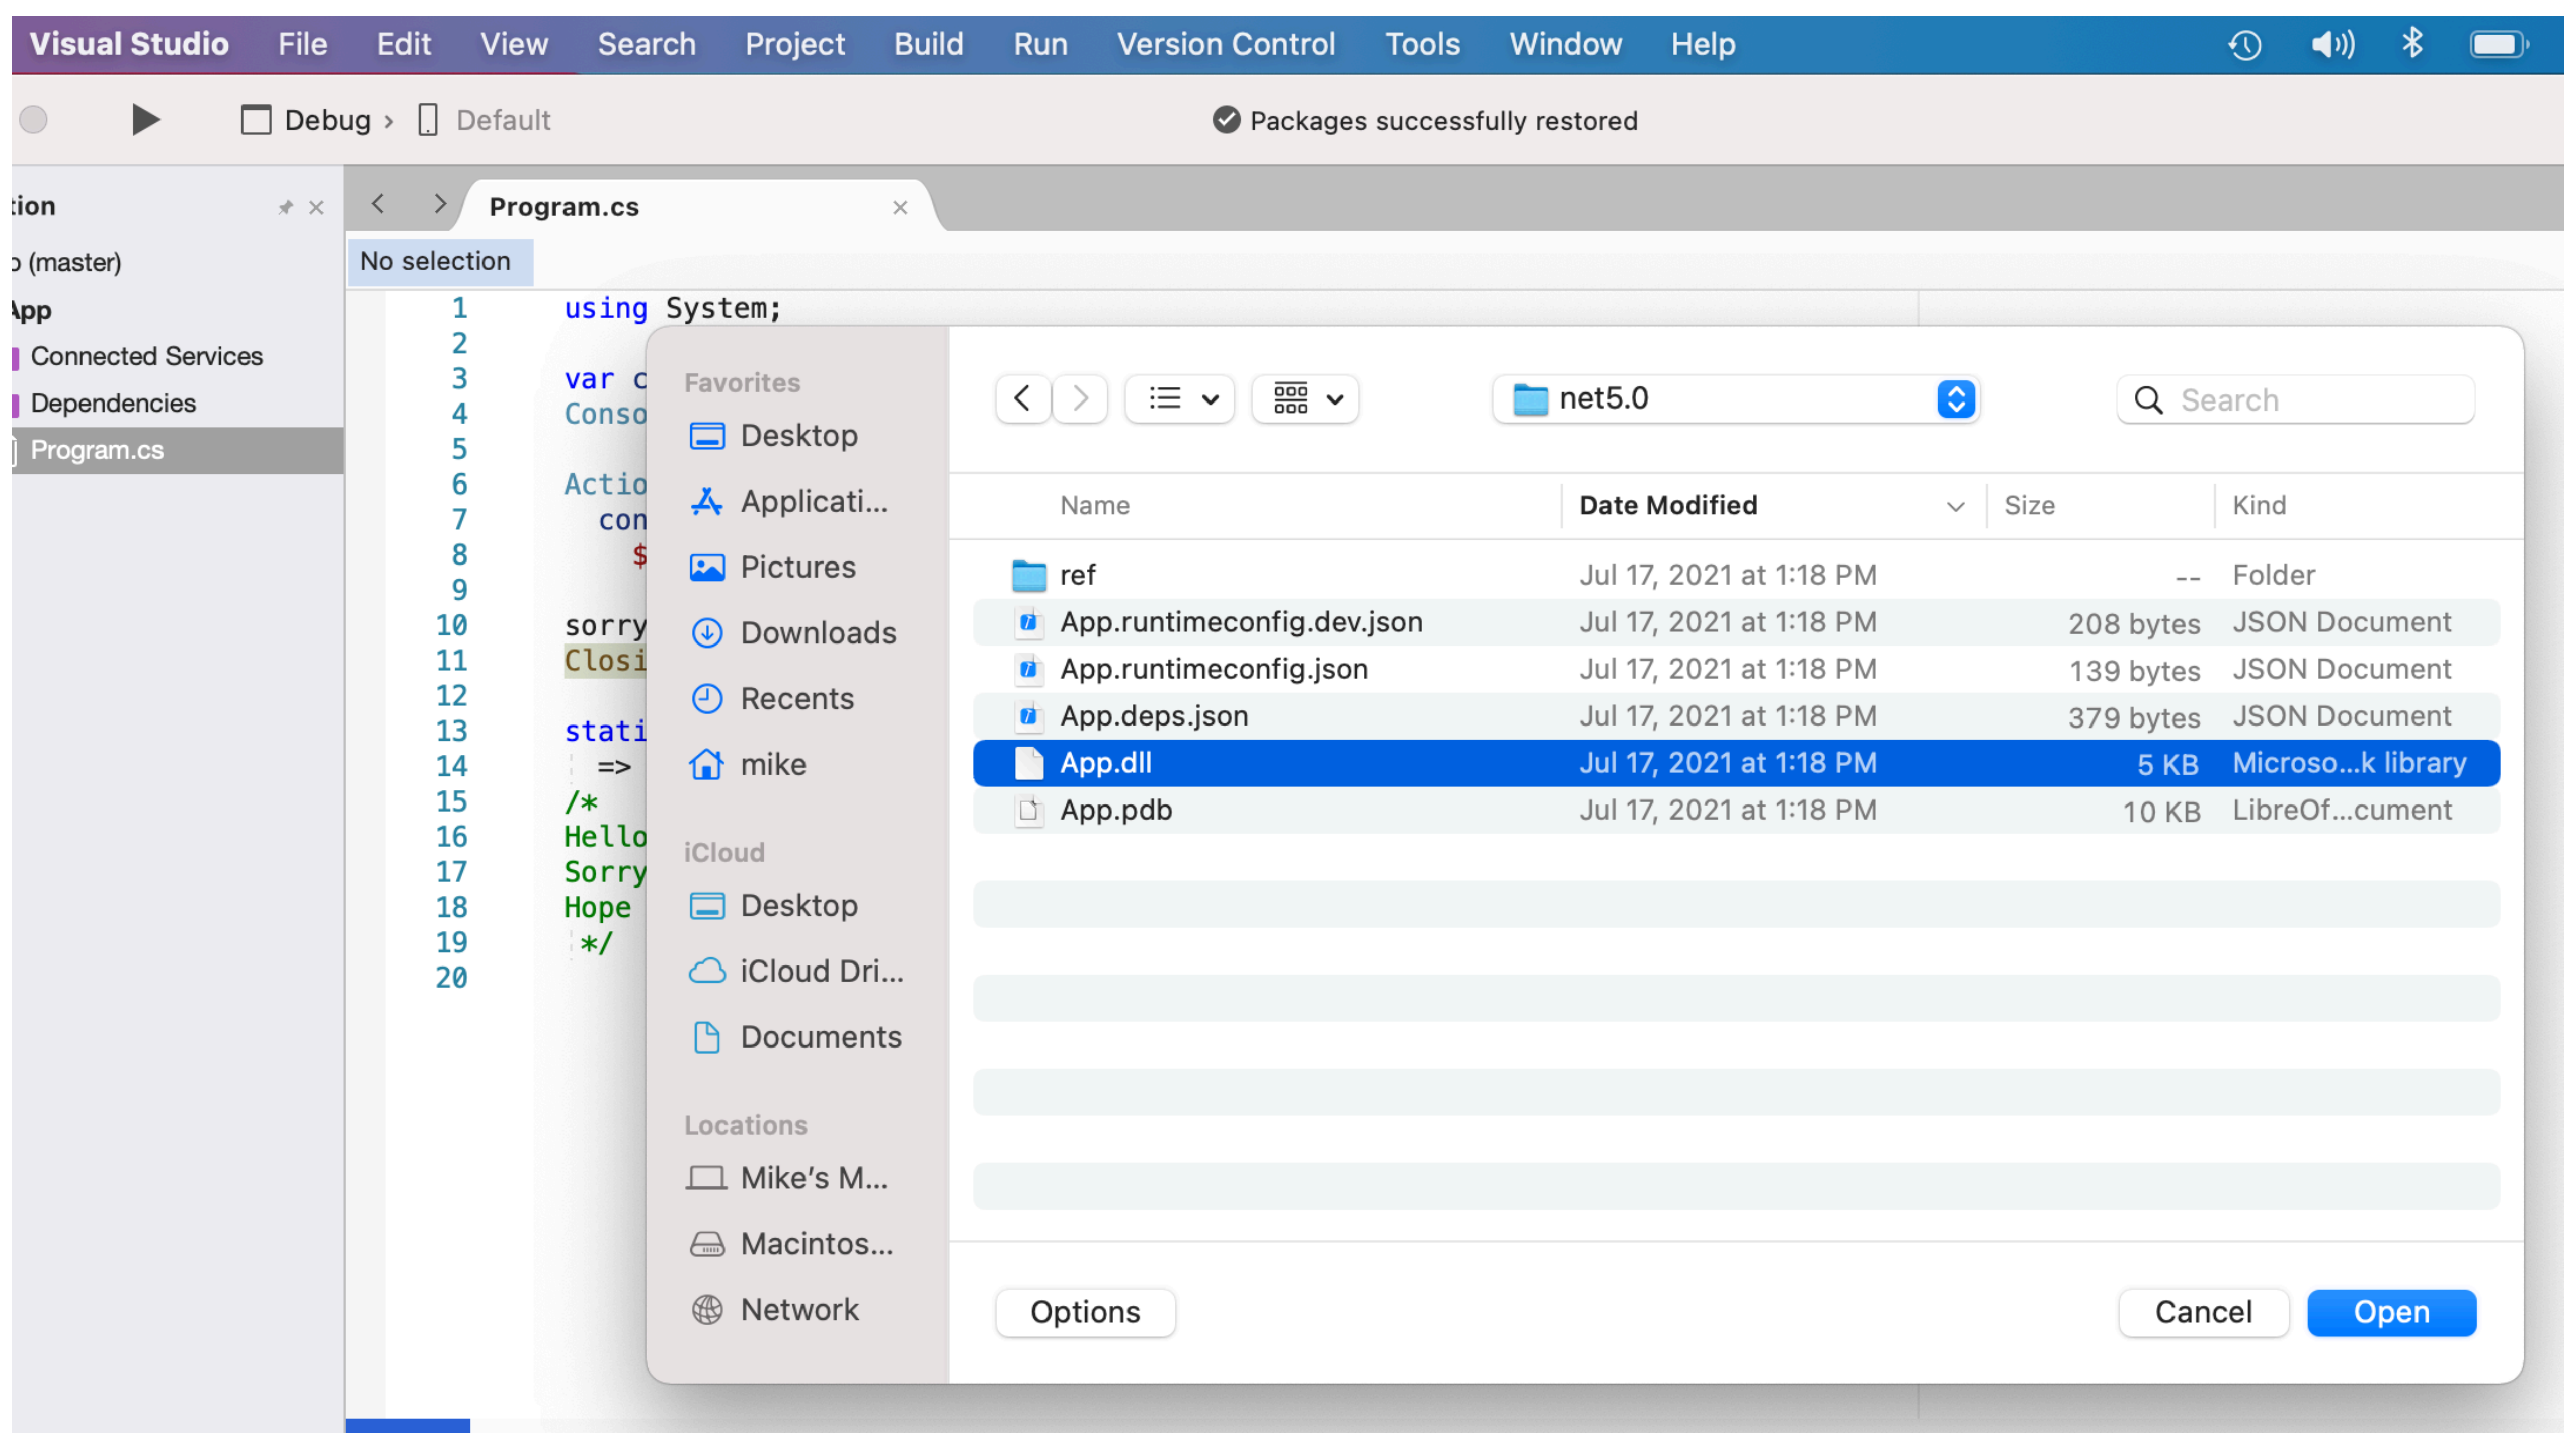 Visual Studio File Edit View Search Project Build Run Version Control Tools Window Help
Debug › Default
Packages successfully restored
tion
Program.cs
o (master)
No selection
App
Connected Services
Dependencies
Program.cs
1 using System;
2
3 var c
4 Conso
5
6 Actio
7 con
8 $
9
10 sorry
11 Closi
12
13 stati
14 =>
15 /*
16 Hello
17 Sorry
18 Hope
19 */
20
Favorites
Desktop
Applicati...
Pictures
Downloads
Recents
mike
iCloud
Desktop
iCloud Dri...
Documents
Locations
Mike's M...
Macintos...
Network
net5.0
Search
Name Date Modified Size Kind
ref Jul 17, 2021 at 1:18 PM -- Folder
App.runtimeconfig.dev.json Jul 17, 2021 at 1:18 PM 208 bytes JSON Document
App.runtimeconfig.json Jul 17, 2021 at 1:18 PM 139 bytes JSON Document
App.deps.json Jul 17, 2021 at 1:18 PM 379 bytes JSON Document
App.dll Jul 17, 2021 at 1:18 PM 5 KB Microso...k library
App.pdb Jul 17, 2021 at 1:18 PM 10 KB LibreOf...cument
Options Cancel Open